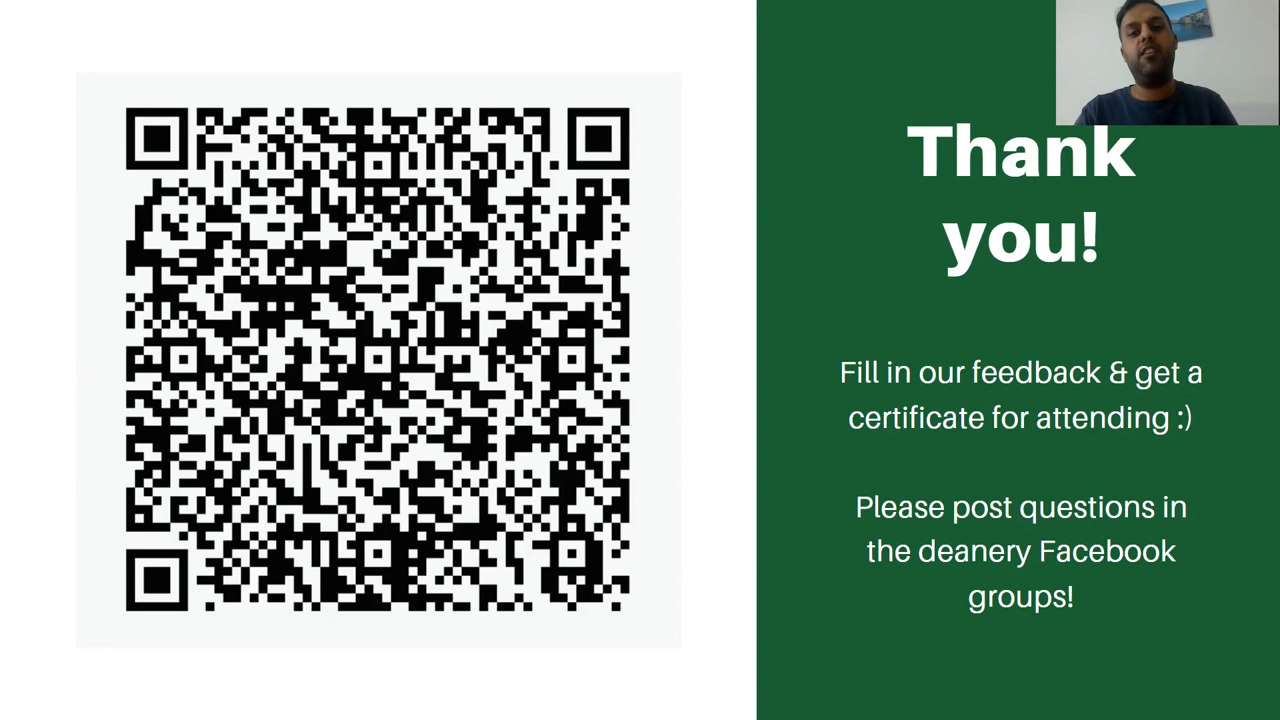 Thank
you!
Fill in our feedback & get a
certificate for attending :)
Please post questions in
the deanery Facebook
groups!